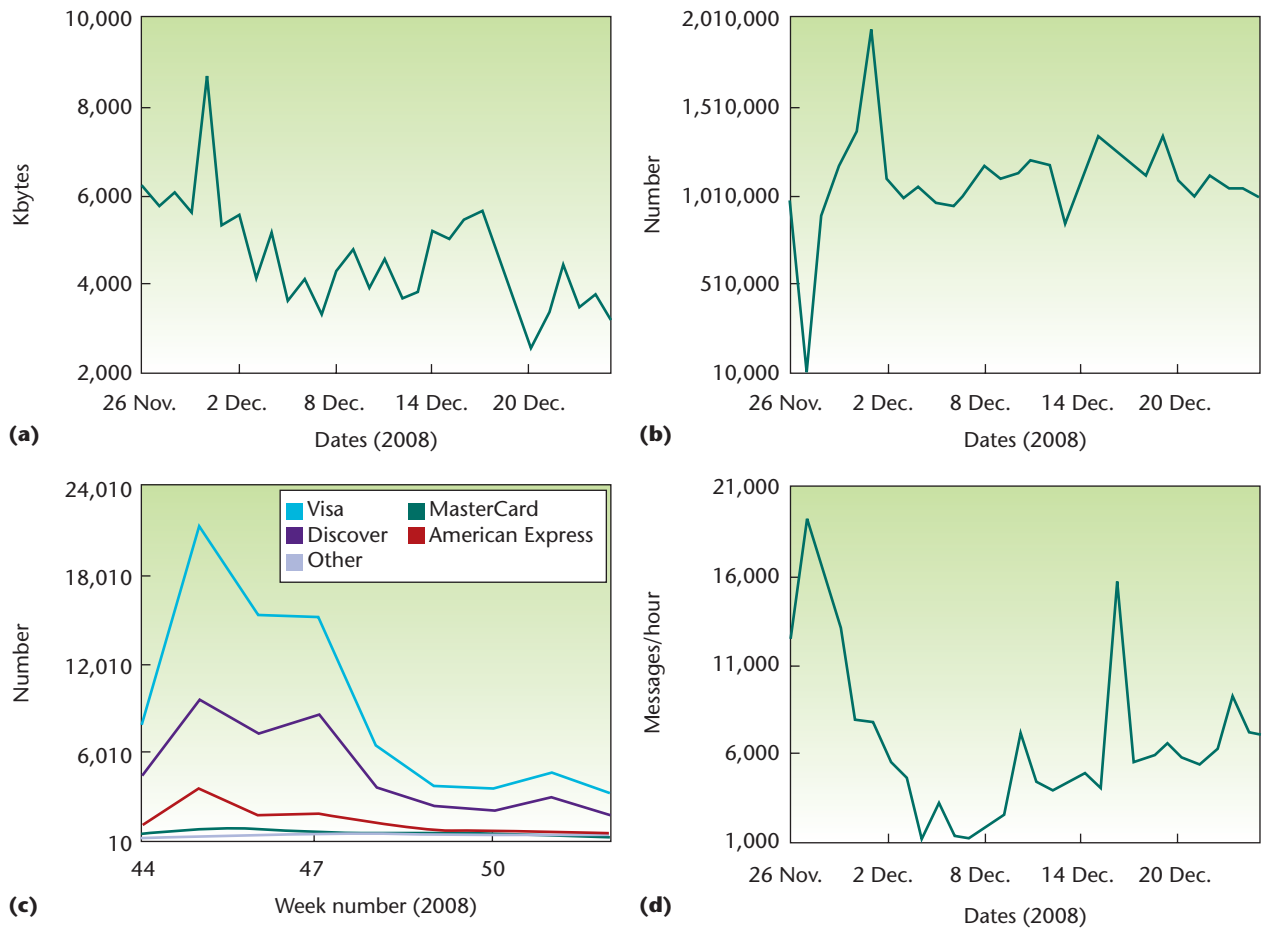 10,000
8,000
6,000
4,000
2,000
Kbytes
26 Nov. 2 Dec. 8 Dec. 14 Dec. 20 Dec.
Dates (2008)
(a)
2,010,000
1,510,000
1,010,000
510,000
10,000
Number
26 Nov. 2 Dec. 8 Dec. 14 Dec. 20 Dec.
Dates (2008)
(b)
24,010
18,010
12,010
6,010
10
Number
Visa MasterCard
Discover American Express
Other
44 47 50
Week number (2008)
(c)
21,000
16,000
11,000
6,000
1,000
Messages/hour
26 Nov. 2 Dec. 8 Dec. 14 Dec. 20 Dec.
Dates (2008)
(d)